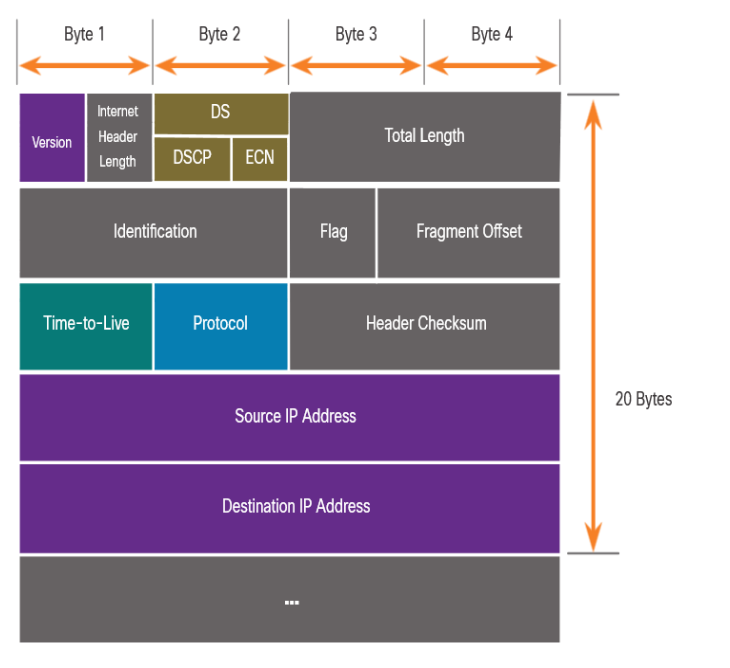 Byte 1
Byte 2
Byte 3
Byte 4
Version
Internet
Header
Length
DS
DSCP
ECN
Total Length
Identification
Flag
Fragment Offset
Time-to-Live
Protocol
Header Checksum
Source IP Address
20 Bytes
Destination IP Address
...